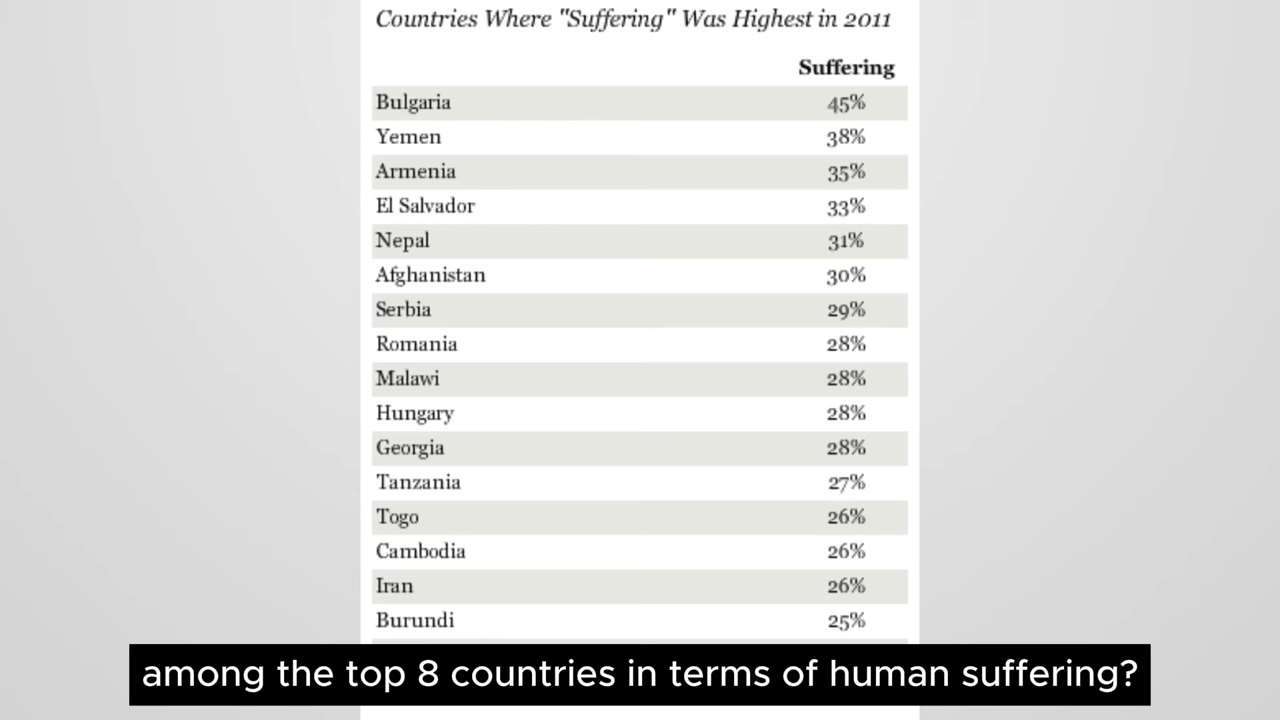 Countries Where "Suffering" Was Highest in 2011
Suffering
Bulgaria 45%
Yemen 38%
Armenia 35%
El Salvador 33%
Nepal 31%
Afghanistan 30%
Serbia 29%
Romania 28%
Malawi 28%
Hungary 28%
Georgia 28%
Tanzania 27%
Togo 26%
Cambodia 26%
Iran 26%
Burundi 25%
among the top 8 countries in terms of human suffering?